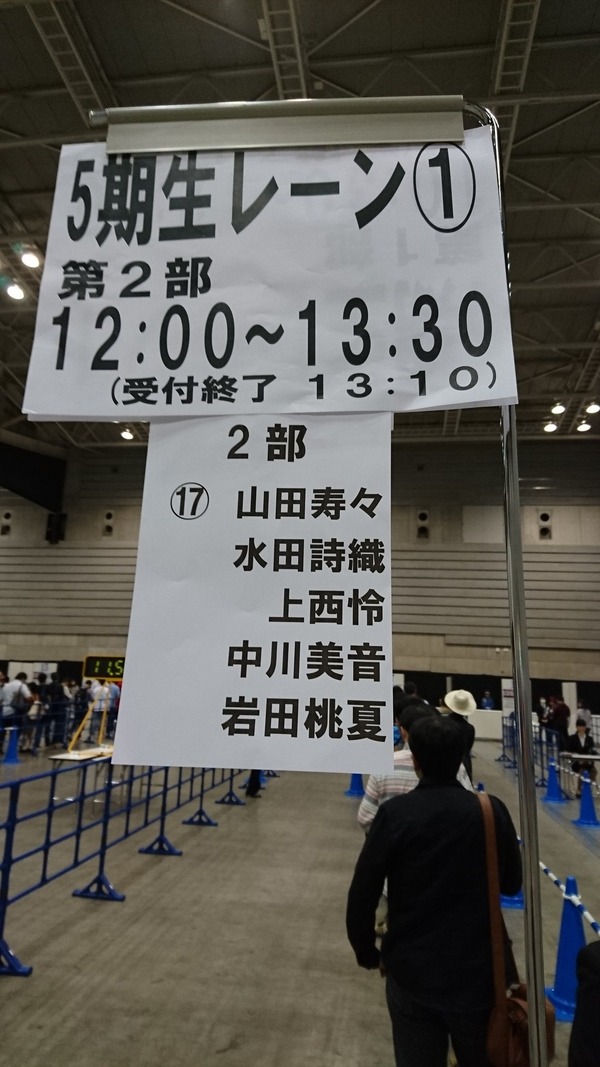 5期生レーン①
第2部
12:00~13:30
(受付終了 13:10)
2部
⑰ 山田寿々
水田詩織
上西怜
中川美音
岩田桃夏